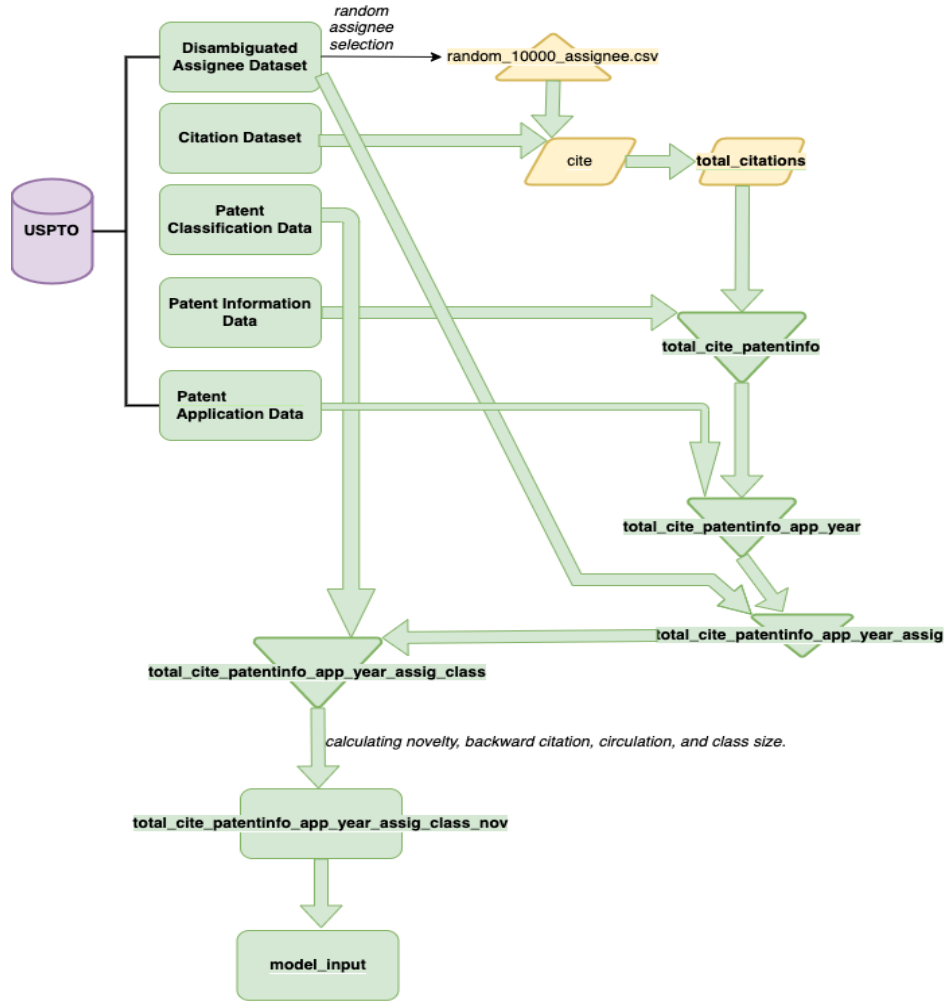 random
assignee
selection
Disambiguated
Assignee Dataset
random_10000_assignee.csv
Citation Dataset
cite
total_citations
Patent
Classification Data
USPTO
Patent Information
Data
total_cite_patentinfo
Patent
Application Data
total_cite_patentinfo_app_year
total_cite_patentinfo_app_year_assig
total_cite_patentinfo_app_year_assig_class
calculating novelty, backward citation, circulation, and class size.
total_cite_patentinfo_app_year_assig_class_nov
model_input